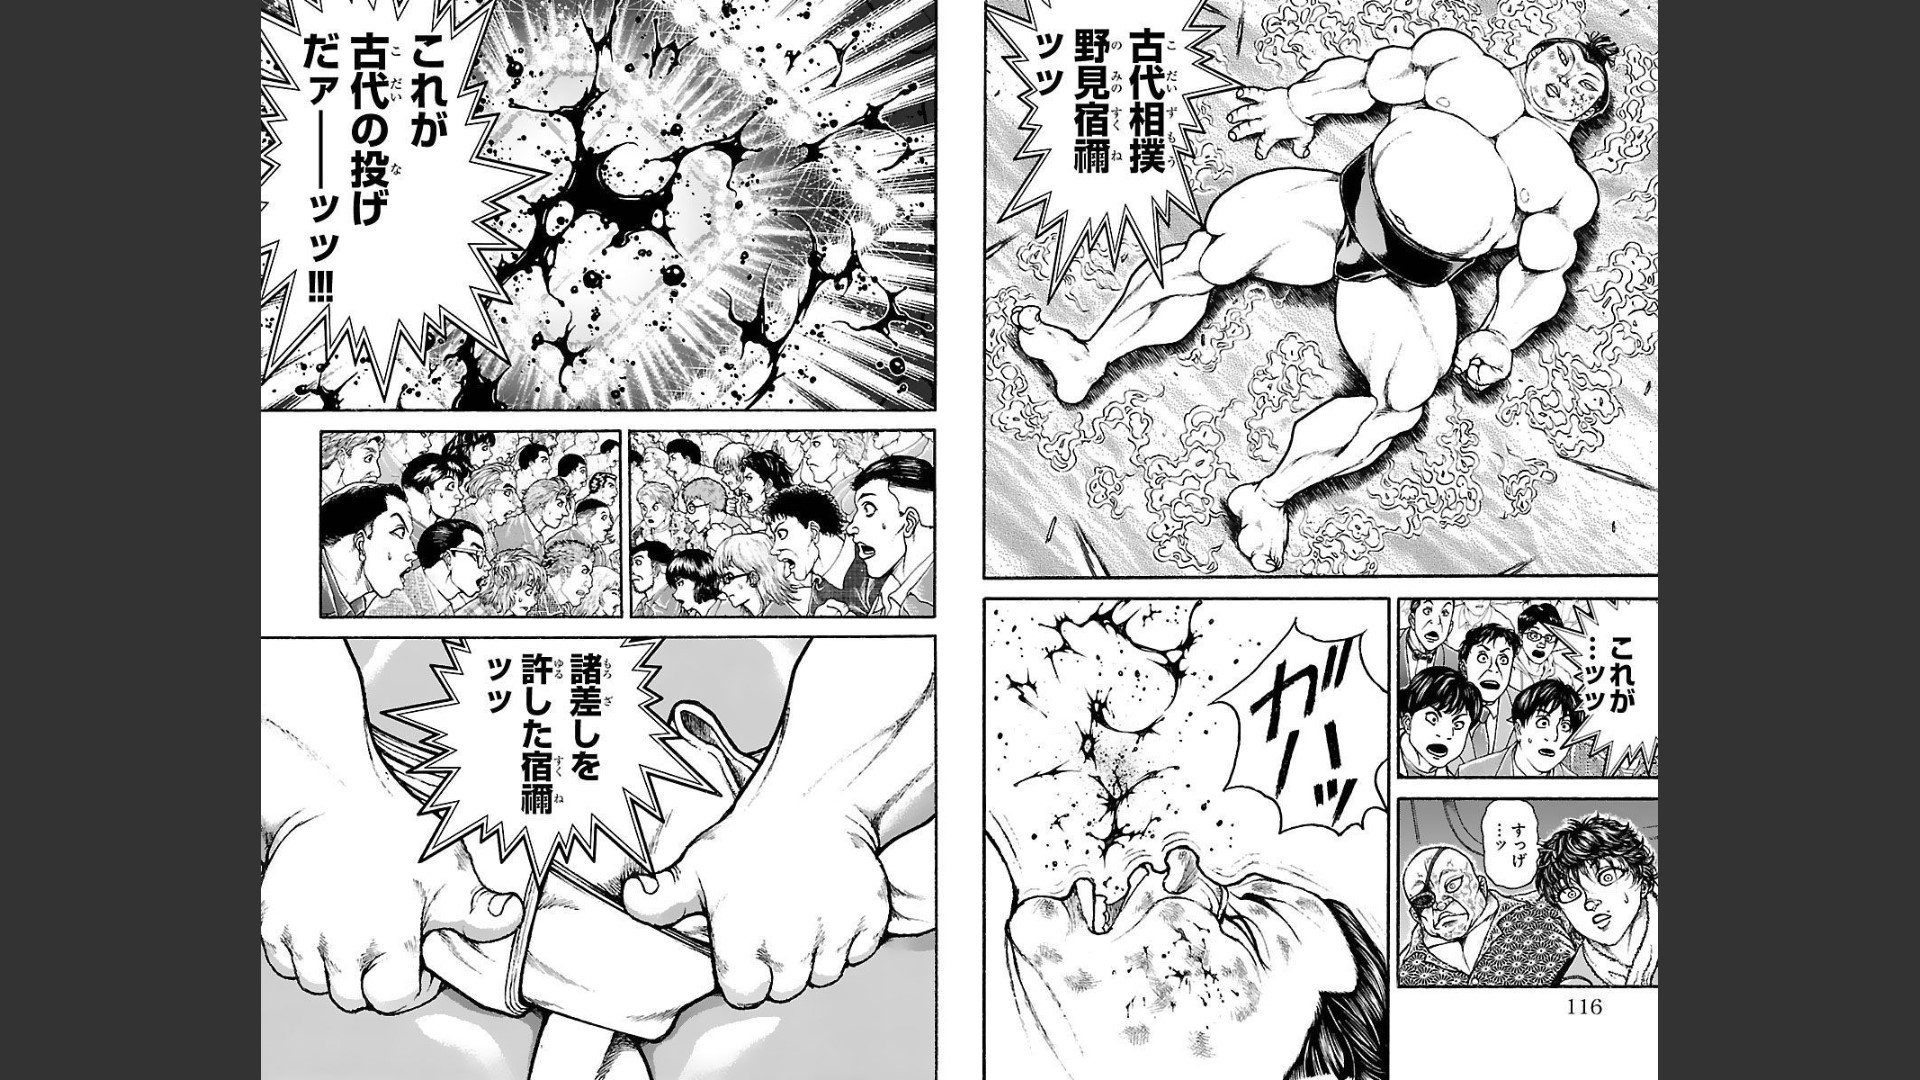 古代相撲
野見宿禰
ッッ
これが
…ッッ
すっげ
…ッ
ガハッ
116
これが
古代の投げ
だァ――ッッ!!!
諸差しを
許した宿禰
ッッ